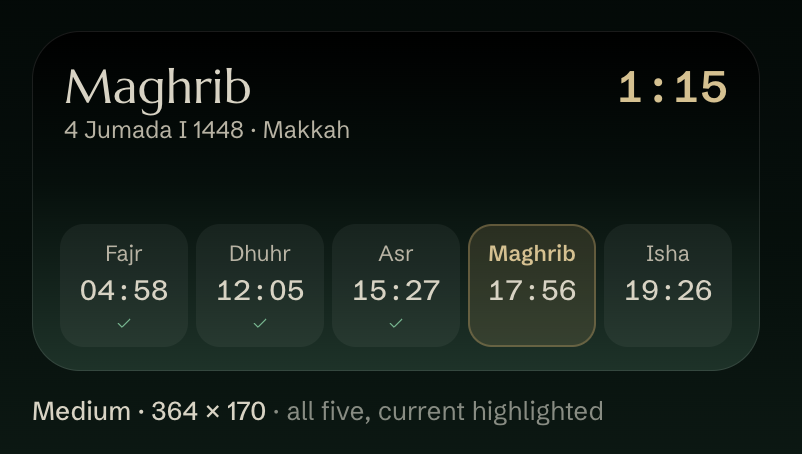 Maghrib
1:15
4 Jumada I 1448 · Makkah
Fajr Dhuhr Asr Maghrib Isha
04:58 12:05 15:27 17:56 19:26
✓ ✓ ✓
Medium · 364 × 170 · all five, current highlighted